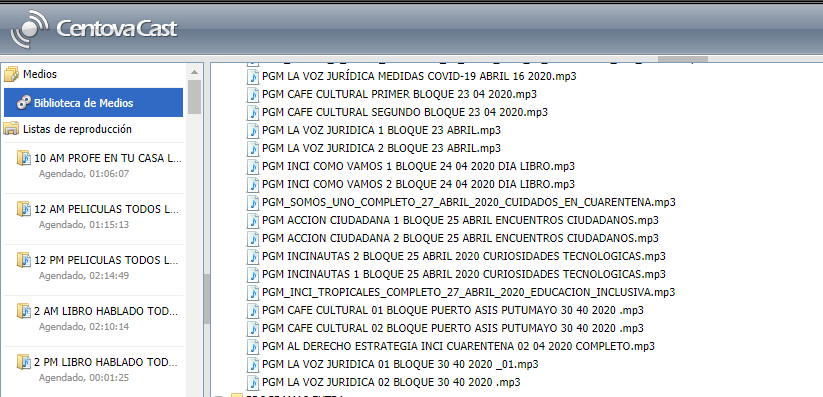 Centova Cast
Medios
Biblioteca de Medios
Listas de reproducción
10 AM PROFE EN TU CASA L...
Agendado, 01:06:07
12 AM PELICULAS TODOS L...
Agendado, 01:15:13
12 PM PELICULAS TODOS L...
Agendado, 02:14:49
2 AM LIBRO HABLADO TOD...
Agendado, 02:10:14
2 PM LIBRO HABLADO TOD...
Agendado, 00:01:25
PGM LA VOZ JURÍDICA MEDIDAS COVID-19 ABRIL 16 2020.mp3
PGM CAFE CULTURAL PRIMER BLOQUE 23 04 2020.mp3
PGM CAFE CULTURAL SEGUNDO BLOQUE 23 04 2020.mp3
PGM LA VOZ JURIDICA 1 BLOQUE 23 ABRIL.mp3
PGM LA VOZ JURIDICA 2 BLOQUE 23 ABRIL.mp3
PGM INCI COMO VAMOS 1 BLOQUE 24 04 2020 DIA LIBRO.mp3
PGM INCI COMO VAMOS 2 BLOQUE 24 04 2020 DIA LIBRO.mp3
PGM_SOMOS_UNO_COMPLETO_27_ABRIL_2020_CUIDADOS_EN_CUARENTENA.mp3
PGM ACCION CIUDADANA 1 BLOQUE 25 ABRIL ENCUENTROS CIUDADANOS.mp3
PGM ACCION CIUDADANA 2 BLOQUE 25 ABRIL ENCUENTROS CIUDADANOS.mp3
PGM INCINAUTAS 2 BLOQUE 25 ABRIL 2020 CURIOSIDADES TECNOLOGICAS.mp3
PGM INCINAUTAS 1 BLOQUE 25 ABRIL 2020 CURIOSIDADES TECNOLOGICAS.mp3
PGM_INCI_TROPICALES_COMPLETO_27_ABRIL_2020_EDUCACION_INCLUSIVA.mp3
PGM CAFE CULTURAL 01 BLOQUE PUERTO ASIS PUTUMAYO 30 40 2020 .mp3
PGM CAFE CULTURAL 02 BLOQUE PUERTO ASIS PUTUMAYO 30 40 2020 .mp3
PGM AL DERECHO ESTRATEGIA INCI CUARENTENA 02 04 2020 COMPLETO.mp3
PGM LA VOZ JURIDICA 01 BLOQUE 30 40 2020 _01.mp3
PGM LA VOZ JURIDICA 02 BLOQUE 30 40 2020 .mp3